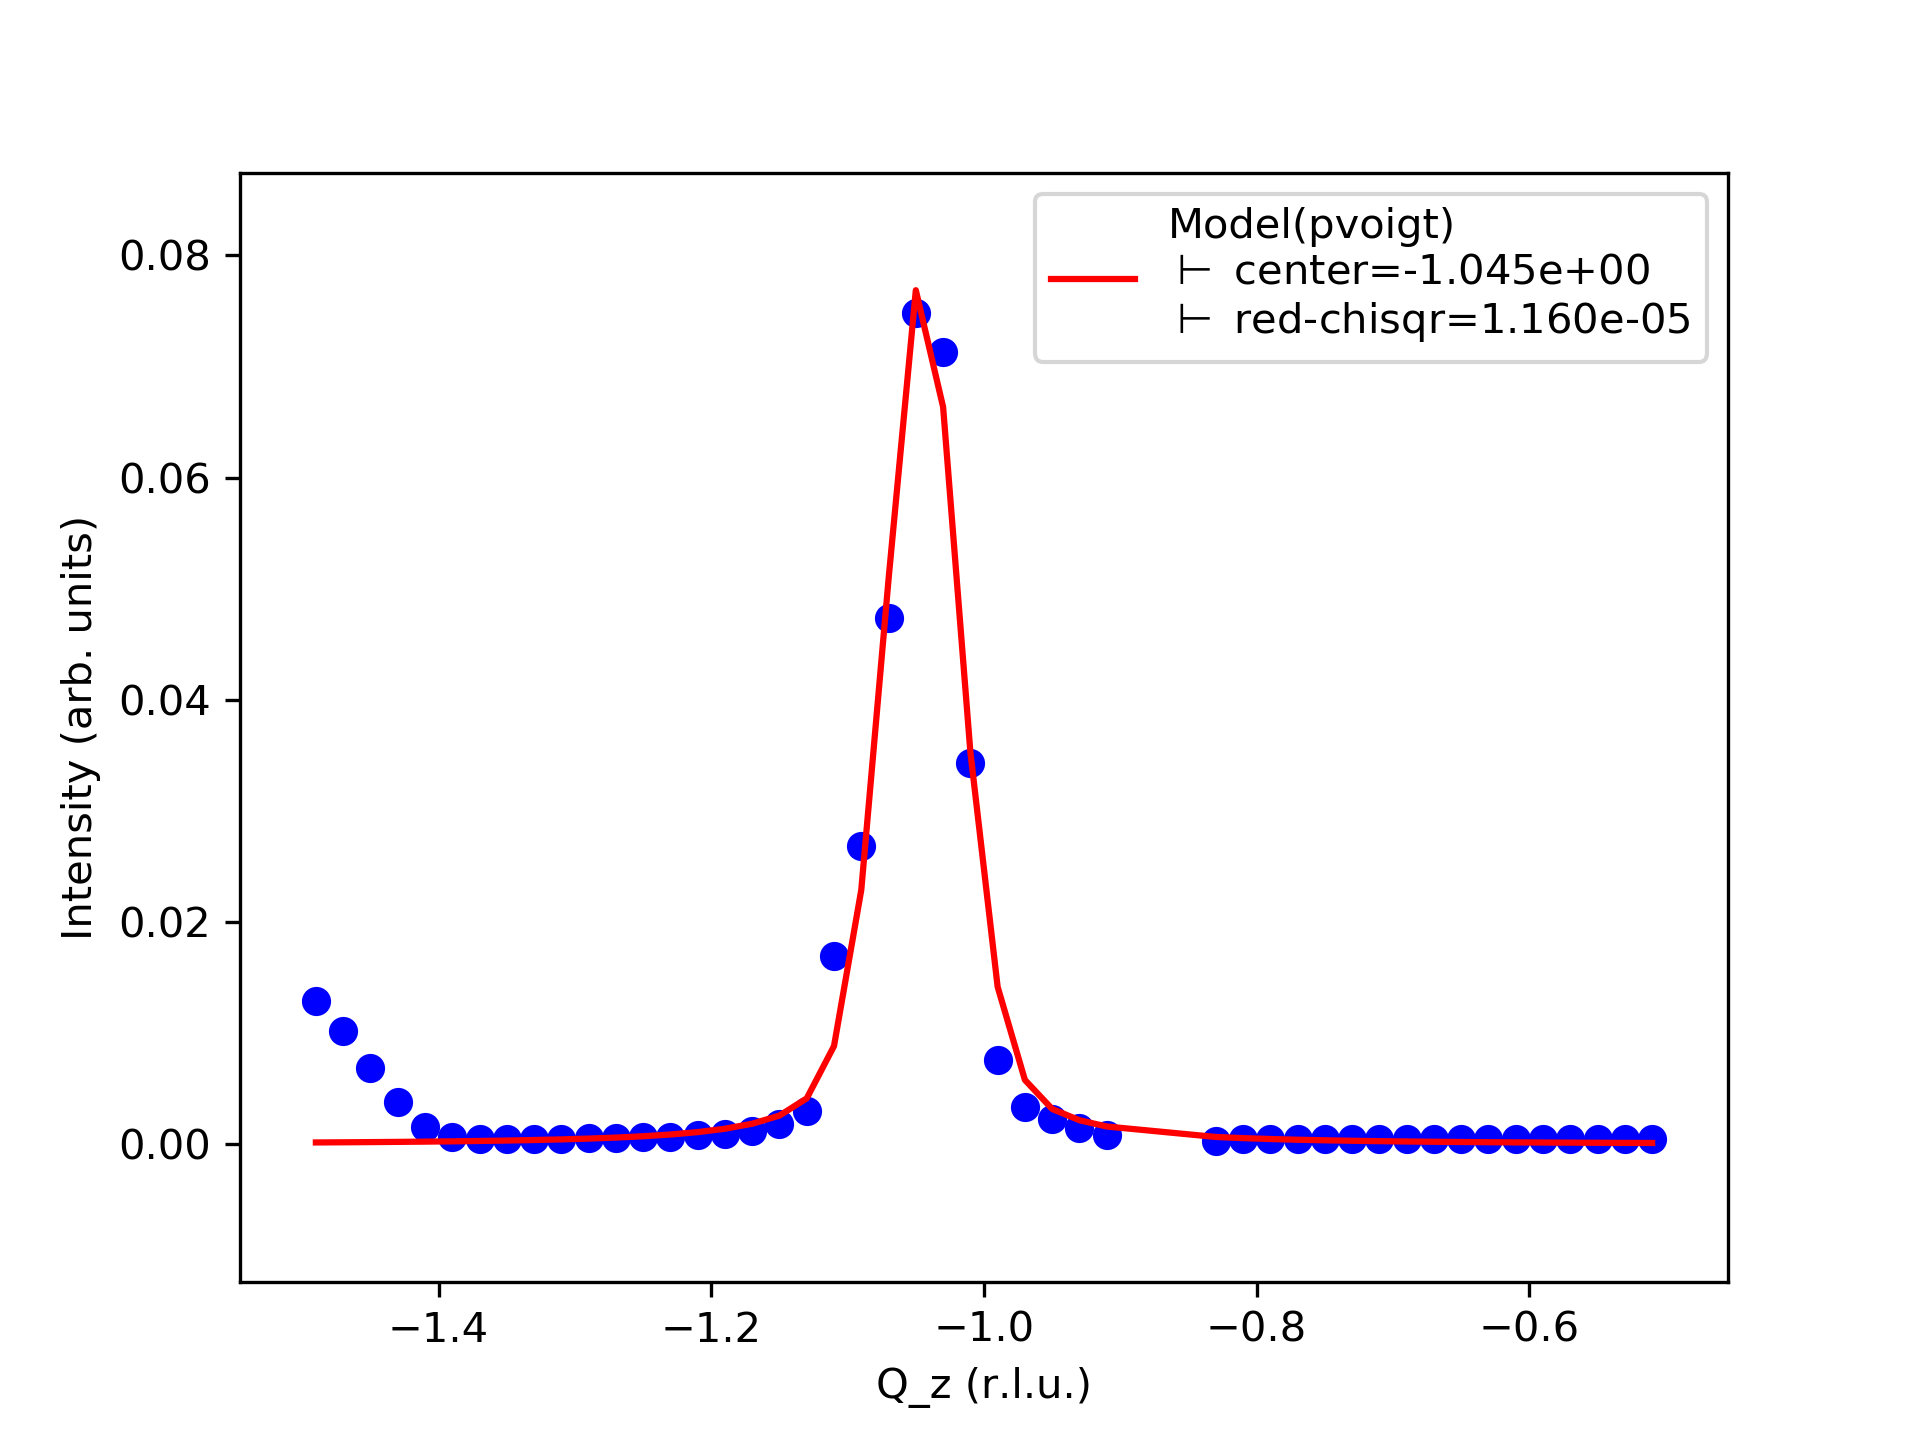 Model(pvoigt)
⊢ center=-1.045e+00
⊢ red-chisqr=1.160e-05
0.08
0.06
0.04
0.02
0.00
Intensity (arb. units)
−1.4 −1.2 −1.0 −0.8 −0.6
Q_z (r.l.u.)